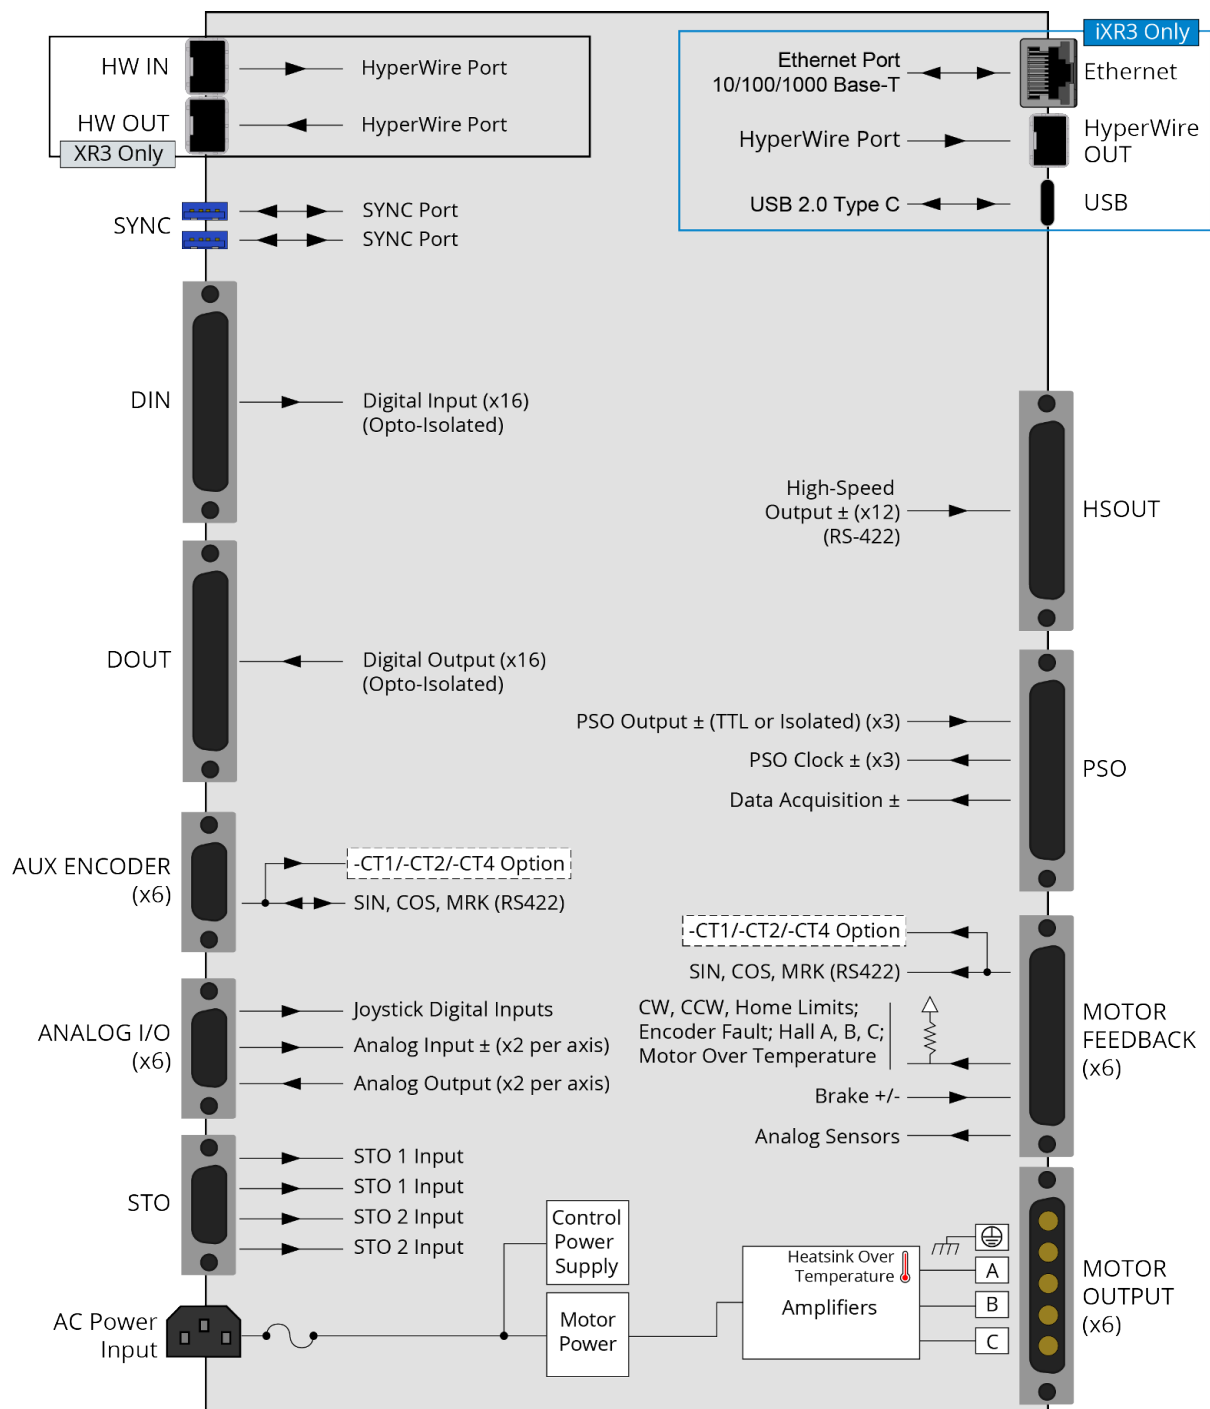 iXR3 Only
HW IN
HyperWire Port
HW OUT
HyperWire Port
XR3 Only
Ethernet Port
10/100/1000 Base-T
Ethernet
HyperWire Port
HyperWire
OUT
USB 2.0 Type C
USB
SYNC
SYNC Port
SYNC Port
DIN
Digital Input (x16)
(Opto-Isolated)
High-Speed
Output ± (x12)
(RS-422)
HSOUT
DOUT
Digital Output (x16)
(Opto-Isolated)
PSO Output ± (TTL or Isolated) (x3)
PSO Clock ± (x3)
Data Acquisition ±
PSO
AUX ENCODER
(x6)
-CT1/-CT2/-CT4 Option
SIN, COS, MRK (RS422)
-CT1/-CT2/-CT4 Option
SIN, COS, MRK (RS422)
CW, CCW, Home Limits;
Encoder Fault; Hall A, B, C;
Motor Over Temperature
Brake +/-
Analog Sensors
MOTOR
FEEDBACK
(x6)
ANALOG I/O
(x6)
Joystick Digital Inputs
Analog Input ± (x2 per axis)
Analog Output (x2 per axis)
STO
STO 1 Input
STO 1 Input
STO 2 Input
STO 2 Input
Control
Power
Supply
Motor
Power
Heatsink Over
Temperature
Amplifiers
A
B
C
MOTOR
OUTPUT
(x6)
AC Power
Input